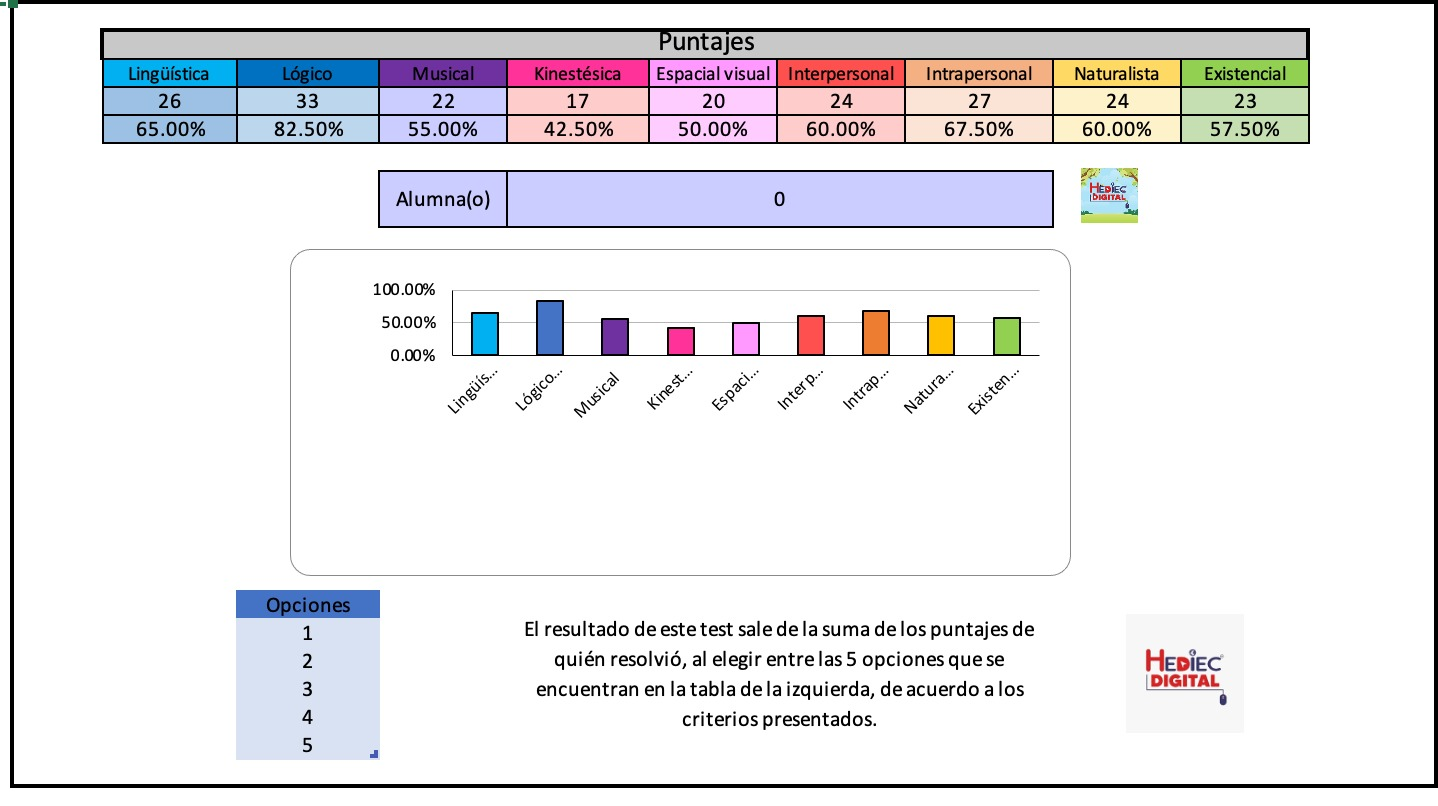 Puntajes
Lingüística Lógico Musical Kinestésica Espacial visual Interpersonal Intrapersonal Naturalista Existencial
26 33 22 17 20 24 27 24 23
65.00% 82.50% 55.00% 42.50% 50.00% 60.00% 67.50% 60.00% 57.50%
Alumna(o) 0
HEDIEC
DIGITAL
100.00%
50.00%
0.00%
Lingüís... Lógico... Musical Kinest... Espaci... Interp... Intrap... Natura... Existen...
Opciones
1
2
3
4
5
El resultado de este test sale de la suma de los puntajes de
quién resolvió, al elegir entre las 5 opciones que se
encuentran en la tabla de la izquierda, de acuerdo a los
criterios presentados.
HEDIEC
DIGITAL